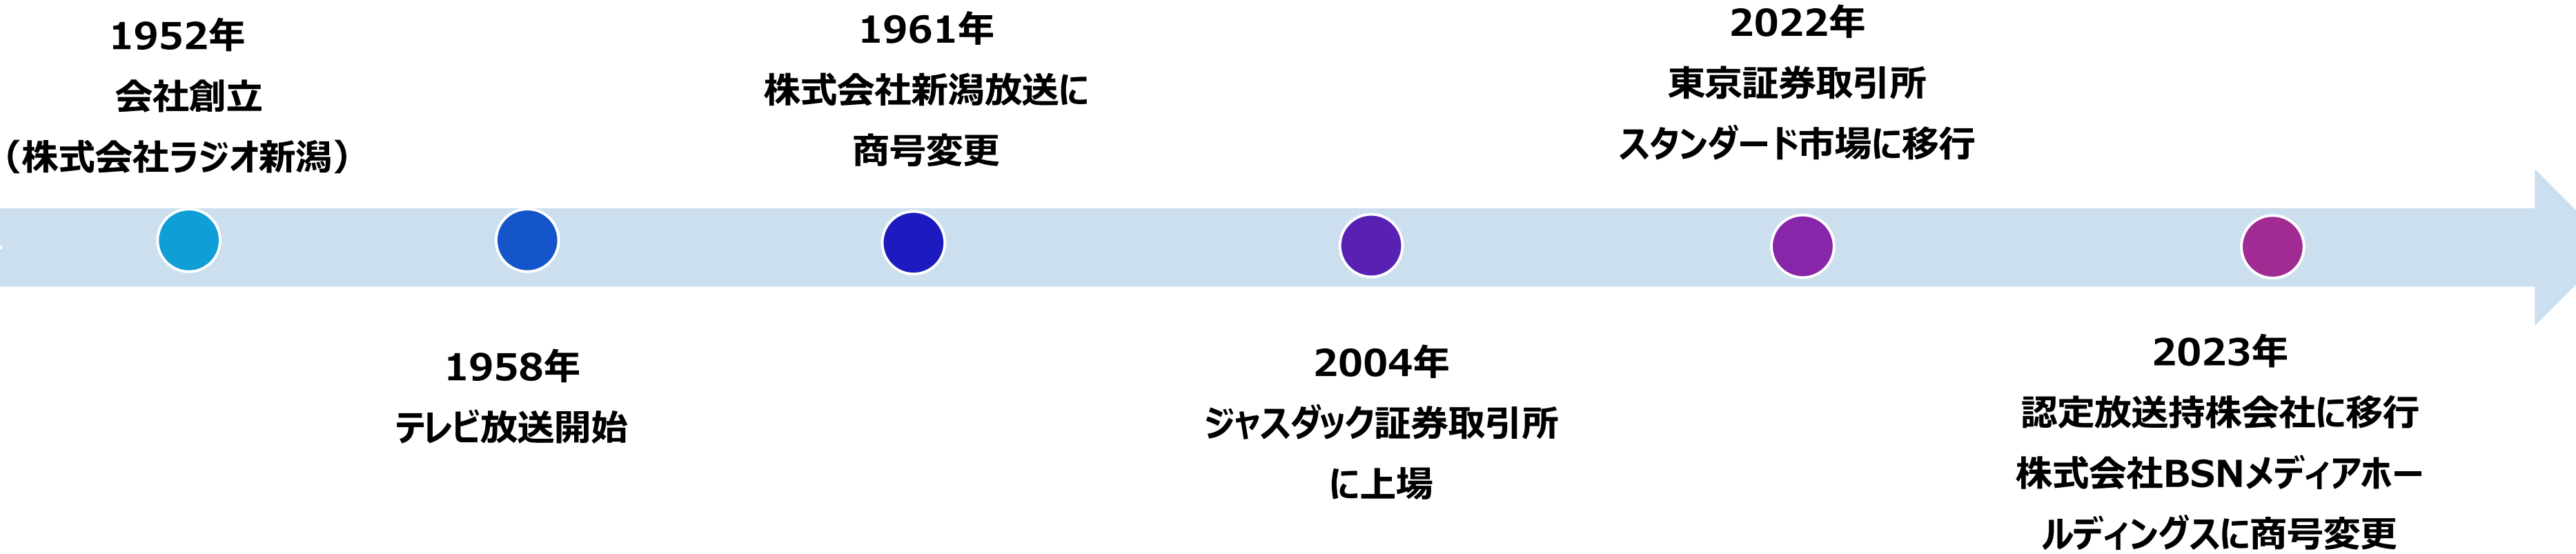 1952年
会社創立
（株式会社ラジオ新潟）
1958年
テレビ放送開始
1961年
株式会社新潟放送に
商号変更
2004年
ジャスダック証券取引所
に上場
2022年
東京証券取引所
スタンダード市場に移行
2023年
認定放送持株会社に移行
株式会社BSNメディアホー
ルディングスに商号変更